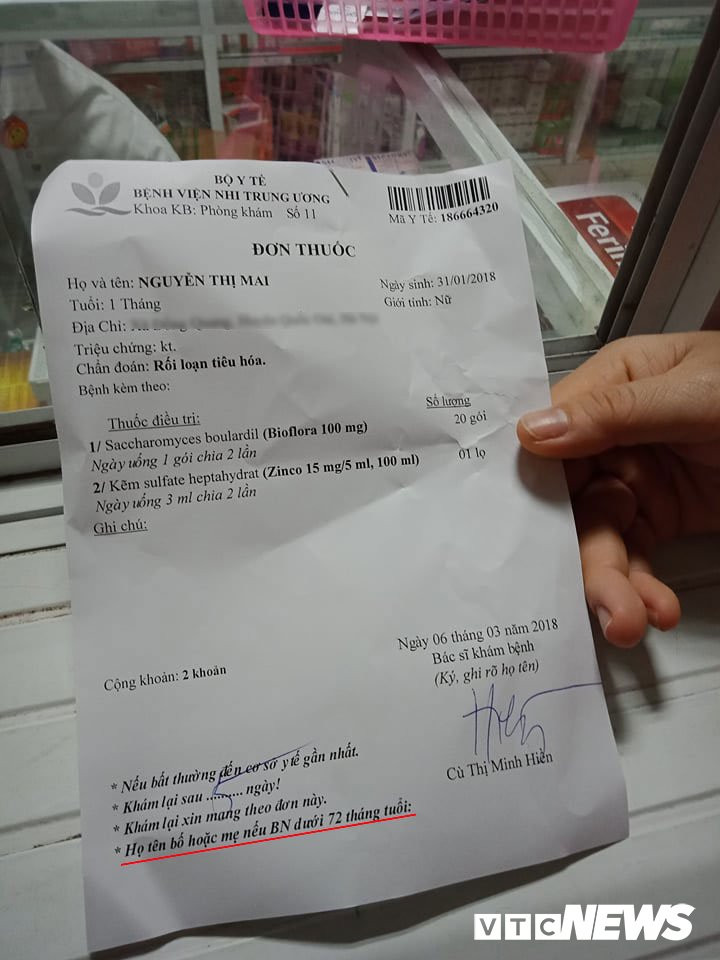 BỘ Y TẾ
BỆNH VIỆN NHI TRUNG ƯƠNG
Khoa KB: Phòng khám Số 11
Mã Y Tế: 186664320
ĐƠN THUỐC
Họ và tên: NGUYỄN THỊ MAI
Ngày sinh: 31/01/2018
Tuổi: 1 Tháng
Giới tính: Nữ
Địa Chỉ:
Triệu chứng: kt.
Chẩn đoán: Rối loạn tiêu hóa.
Bệnh kèm theo:
Thuốc điều trị:
Số lượng
1/ Saccharomyces boulardil (Bioflora 100 mg)
20 gói
Ngày uống 1 gói chia 2 lần
2/ Kẽm sulfate heptahydrat (Zinco 15 mg/5 ml, 100 ml)
01 lọ
Ngày uống 3 ml chia 2 lần
Ghi chú:
Ngày 06 tháng 03 năm 2018
Bác sĩ khám bệnh
(Ký, ghi rõ họ tên)
Cộng khoản: 2 khoản
Cù Thị Minh Hiền
* Nếu bất thường đến cơ sở y tế gần nhất.
* Khám lại sau ......... ngày!
* Khám lại xin mang theo đơn này.
* Họ tên bố hoặc mẹ nếu BN dưới 72 tháng tuổi:
VTC NEWS